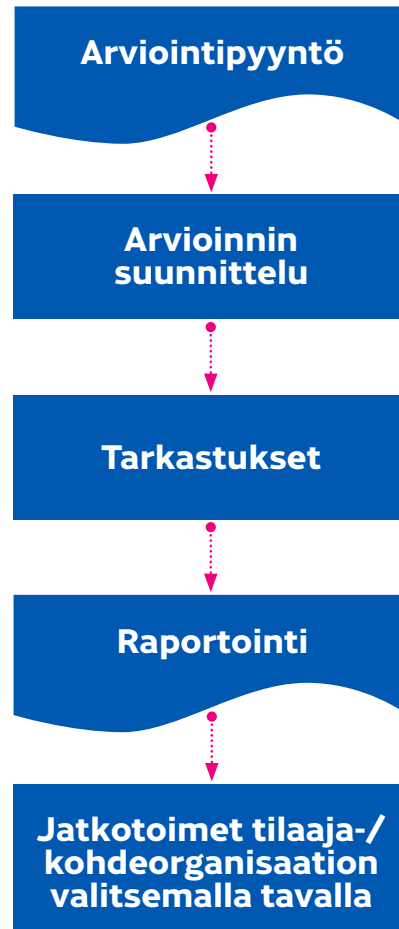 Arviointipyyntö
Arvioinnin
suunnittelu
Tarkastukset
Raportointi
Jatkotoimet tilaaja-/
kohdeorganisaation
valitsemalla tavalla